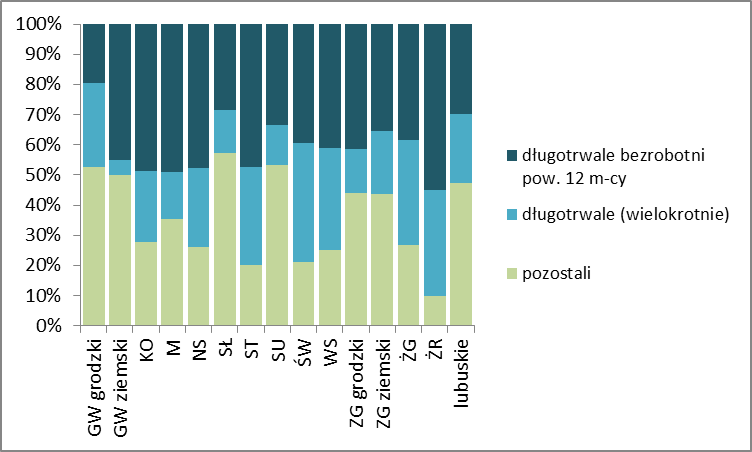 100%
90%
80%
70%
60%
50%
40%
30%
20%
10%
0%
GW grodzki
GW ziemski
KO
M
NS
SŁ
ST
SU
ŚW
WS
ZG grodzki
ZG ziemski
ŻG
ŻR
lubuskie
długotrwale bezrobotni
pow. 12 m-cy
długotrwale (wielokrotnie)
pozostali